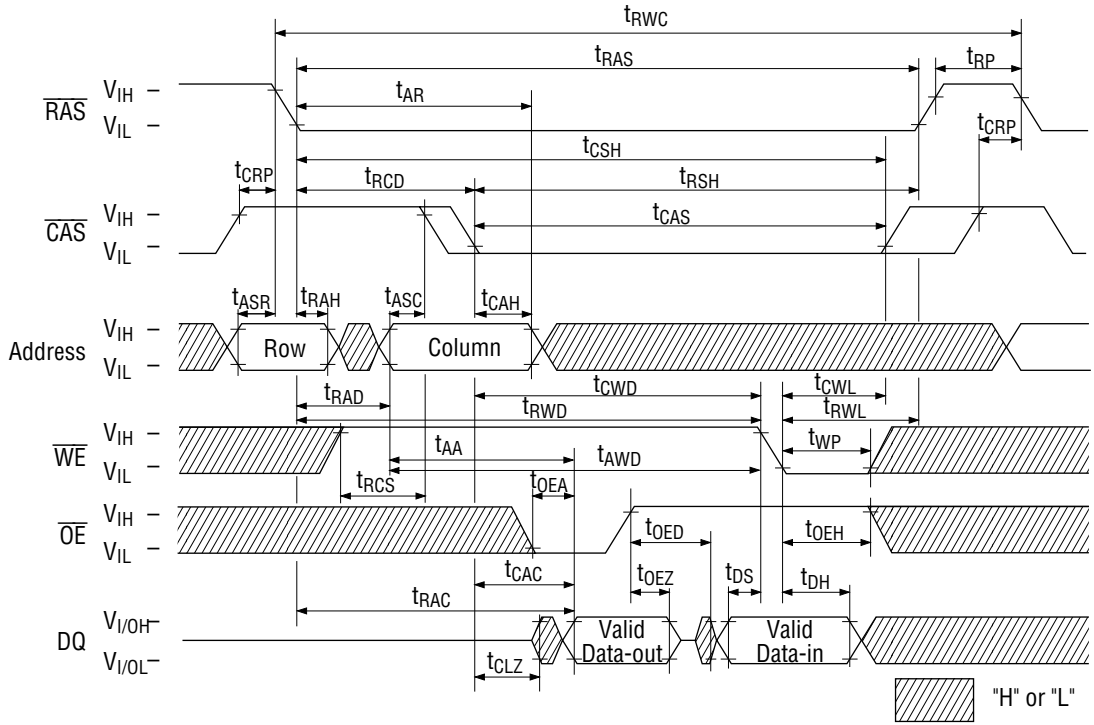 tRWC
tRAS
tRP
tAR
RAS
VIH
VIL
tCRP
tCSH
tCRP
tRCD
tRSH
CAS
VIH
VIL
tCAS
tASR
tRAH
tASC
tCAH
Address
VIH
VIL
Row
Column
tRAD
tCWD
tCWL
tRWD
tRWL
WE
VIH
VIL
tAA
tAWD
tWP
tRCS
tOEA
OE
VIH
VIL
tOED
tOEH
tCAC
tOEZ
tDS
tDH
tRAC
DQ
VI/OH
VI/OL
Valid
Data-out
Valid
Data-in
tCLZ
"H" or "L"